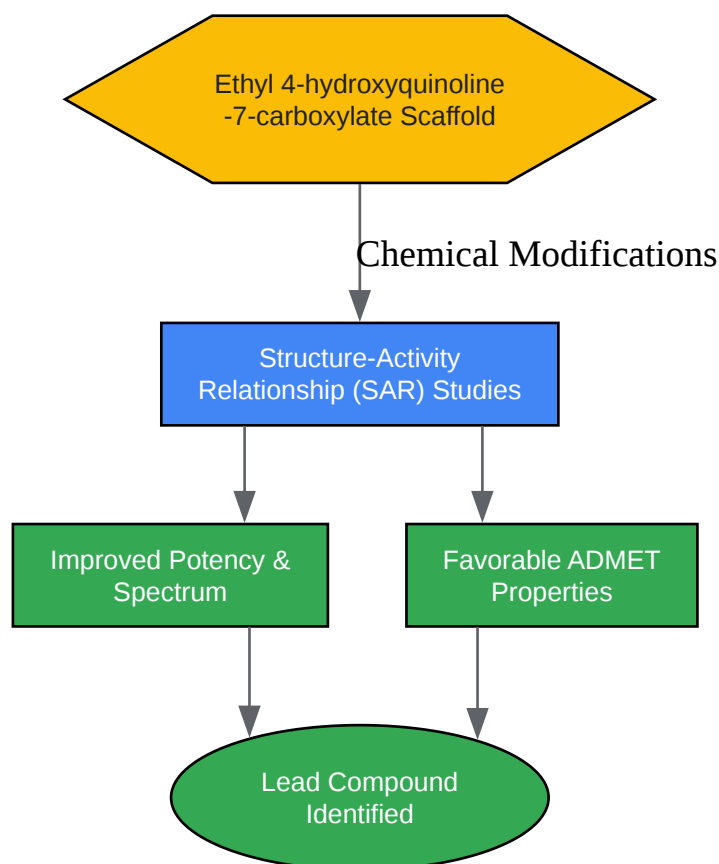 Ethyl 4-hydroxyquinoline
-7-carboxylate Scaffold
Chemical Modifications
Structure-Activity
Relationship (SAR) Studies
Improved Potency &
Spectrum
Favorable ADMET
Properties
Lead Compound
Identified